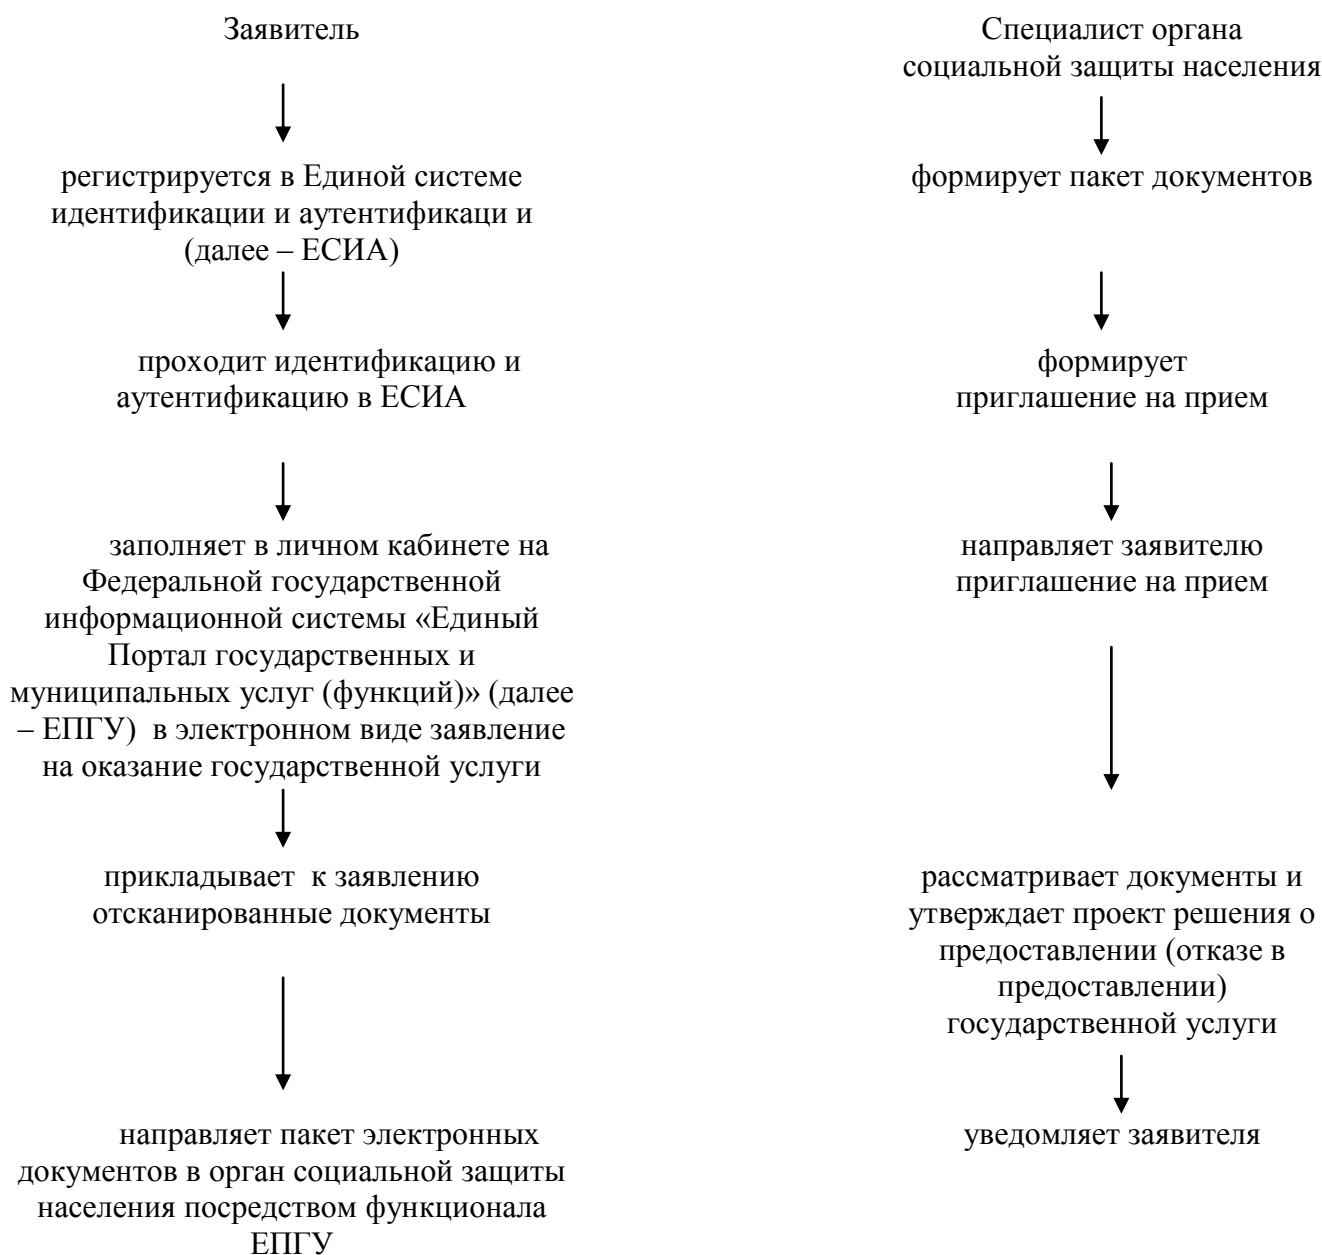 Заявитель
регистрируется в Единой системе
идентификации и аутентификаци и
(далее – ЕСИА)
проходит идентификацию и
аутентификацию в ЕСИА
заполняет в личном кабинете на
Федеральной государственной
информационной системы «Единый
Портал государственных и
муниципальных услуг (функций)» (далее
– ЕПГУ)  в электронном виде заявление
на оказание государственной услуги
прикладывает  к заявлению
отсканированные документы
направляет пакет электронных
документов в орган социальной защиты
населения посредством функционала
ЕПГУ
Специалист органа
социальной защиты населения
формирует пакет документов
формирует
приглашение на прием
направляет заявителю
приглашение на прием
рассматривает документы и
утверждает проект решения о
предоставлении (отказе в
предоставлении)
государственной услуги
уведомляет заявителя